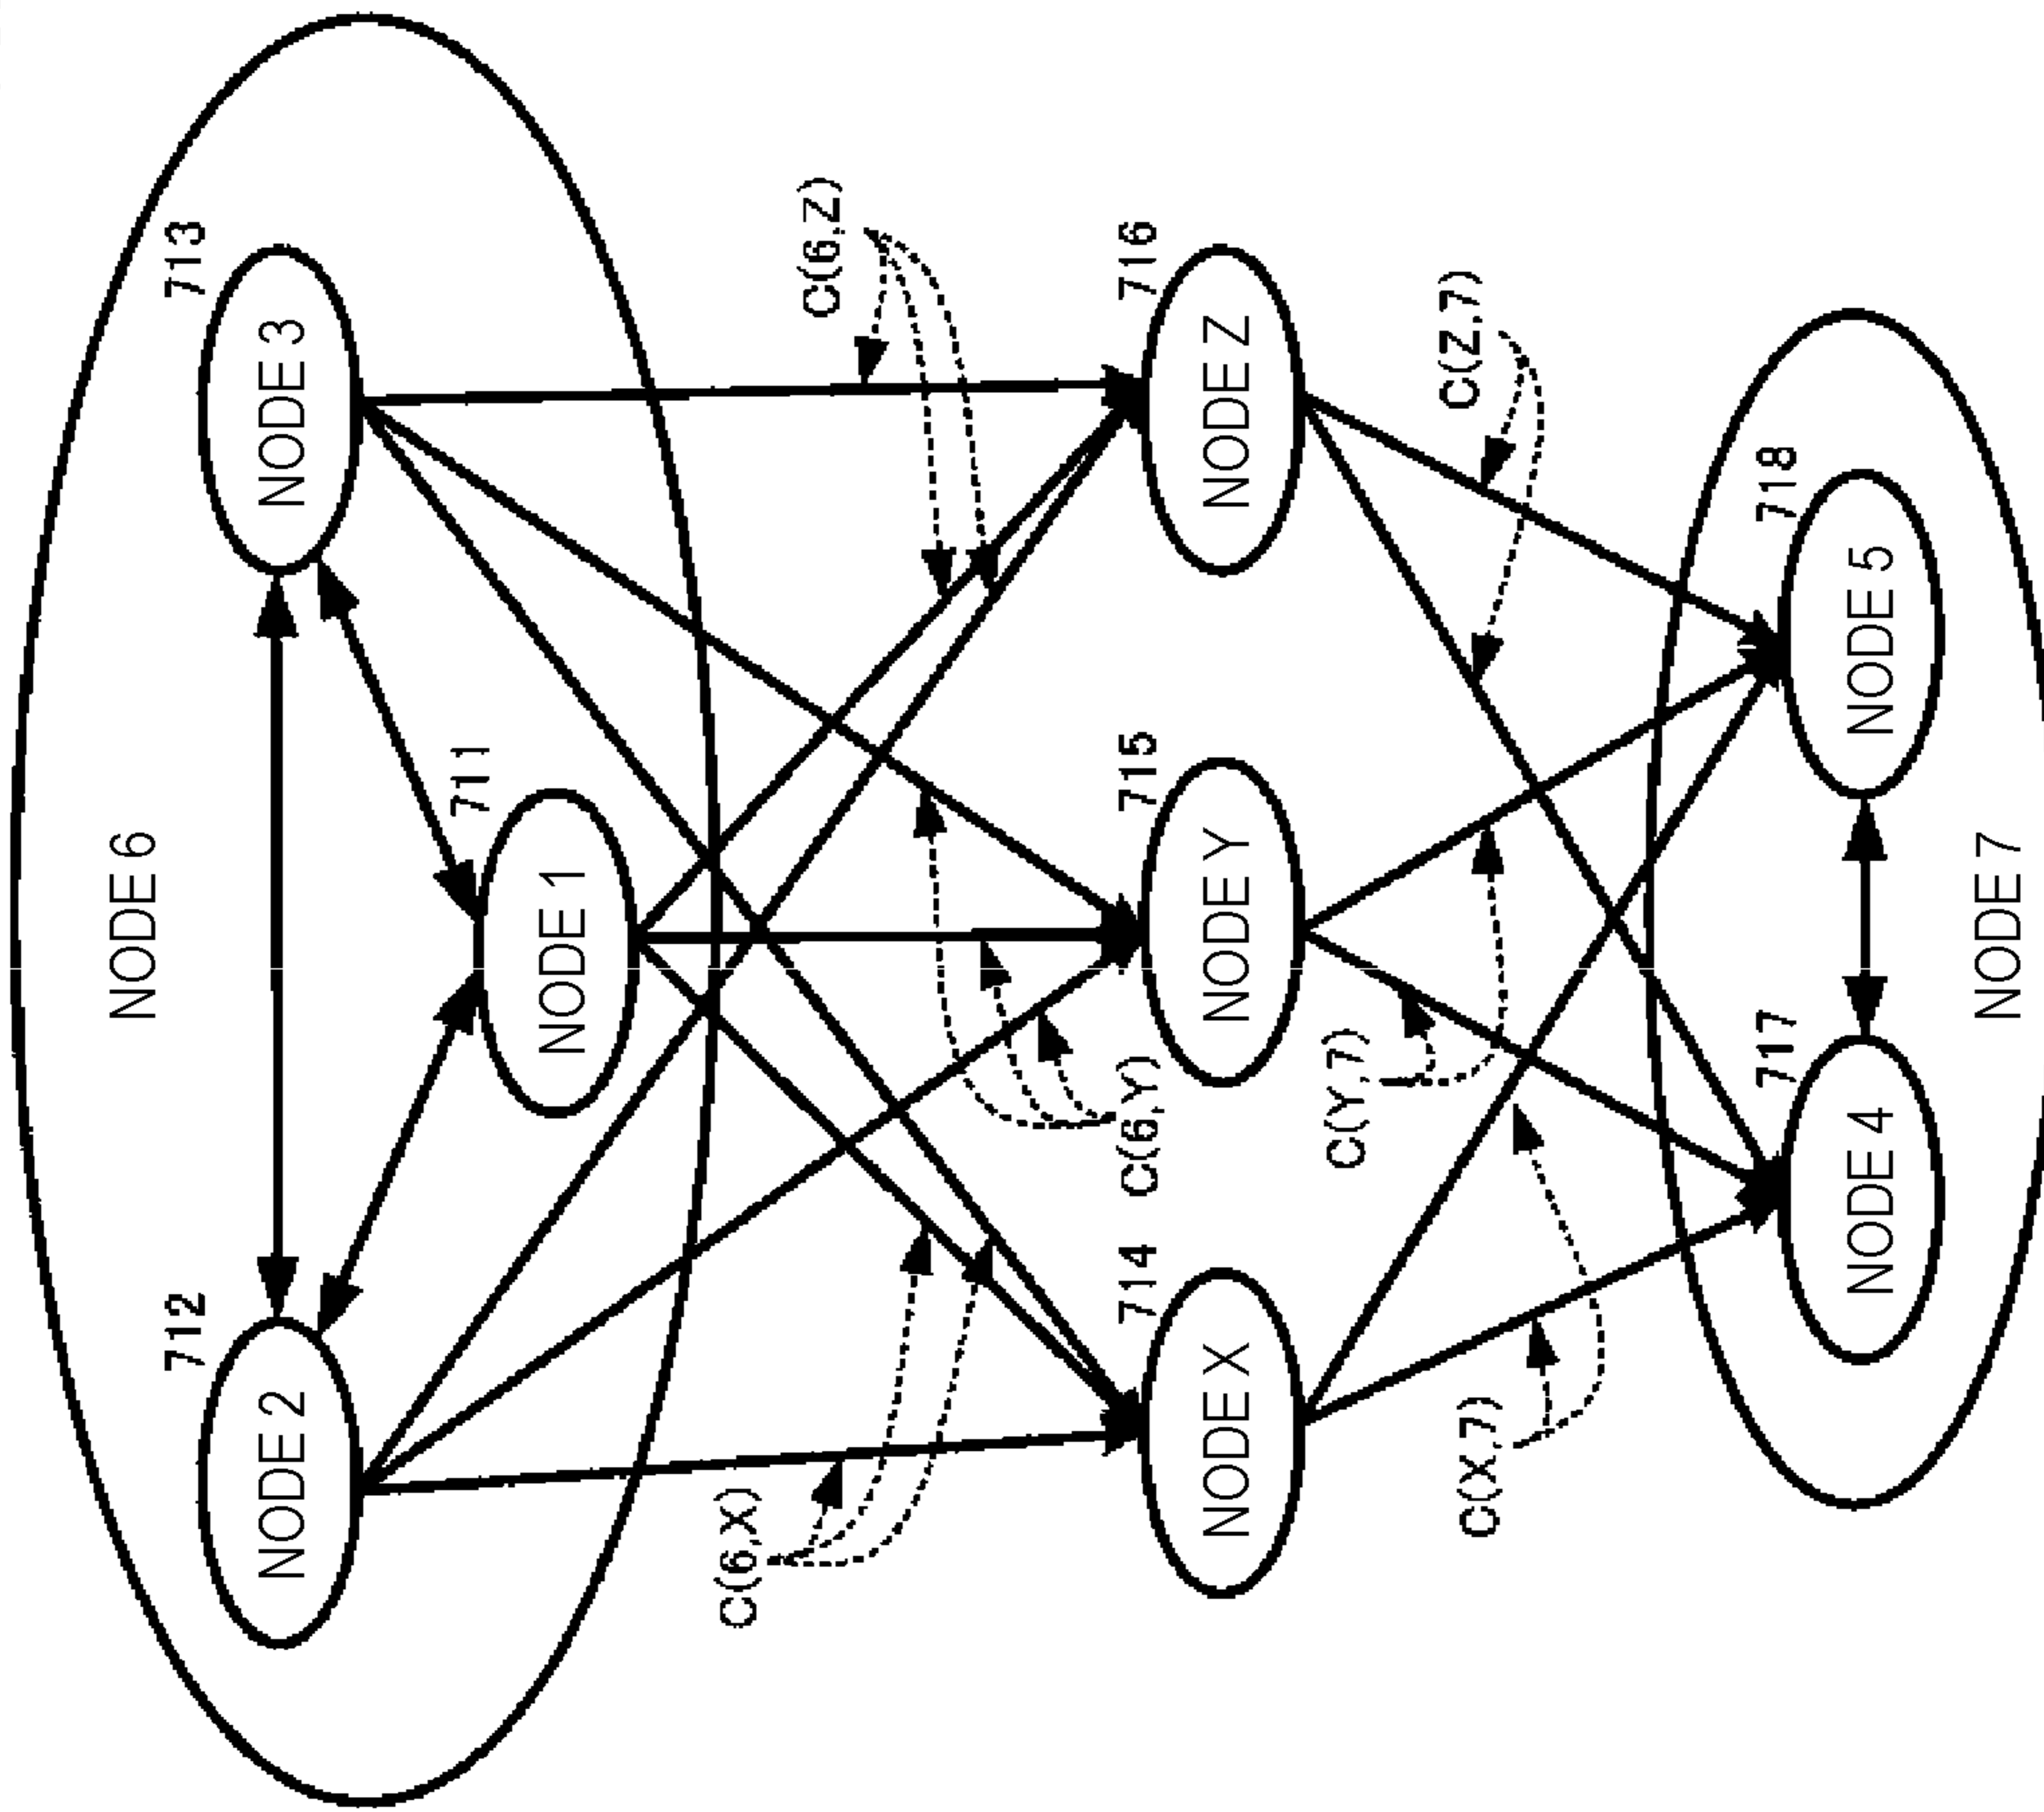 NODE 6
712
NODE 2
711
NODE 1
713
NODE 3
c(6,X)
c(6,Y)
c(6,Z)
714
NODE X
715
NODE Y
716
NODE Z
c(X,7)
c(Y,7)
c(Z,7)
717
NODE 4
718
NODE 5
NODE 7